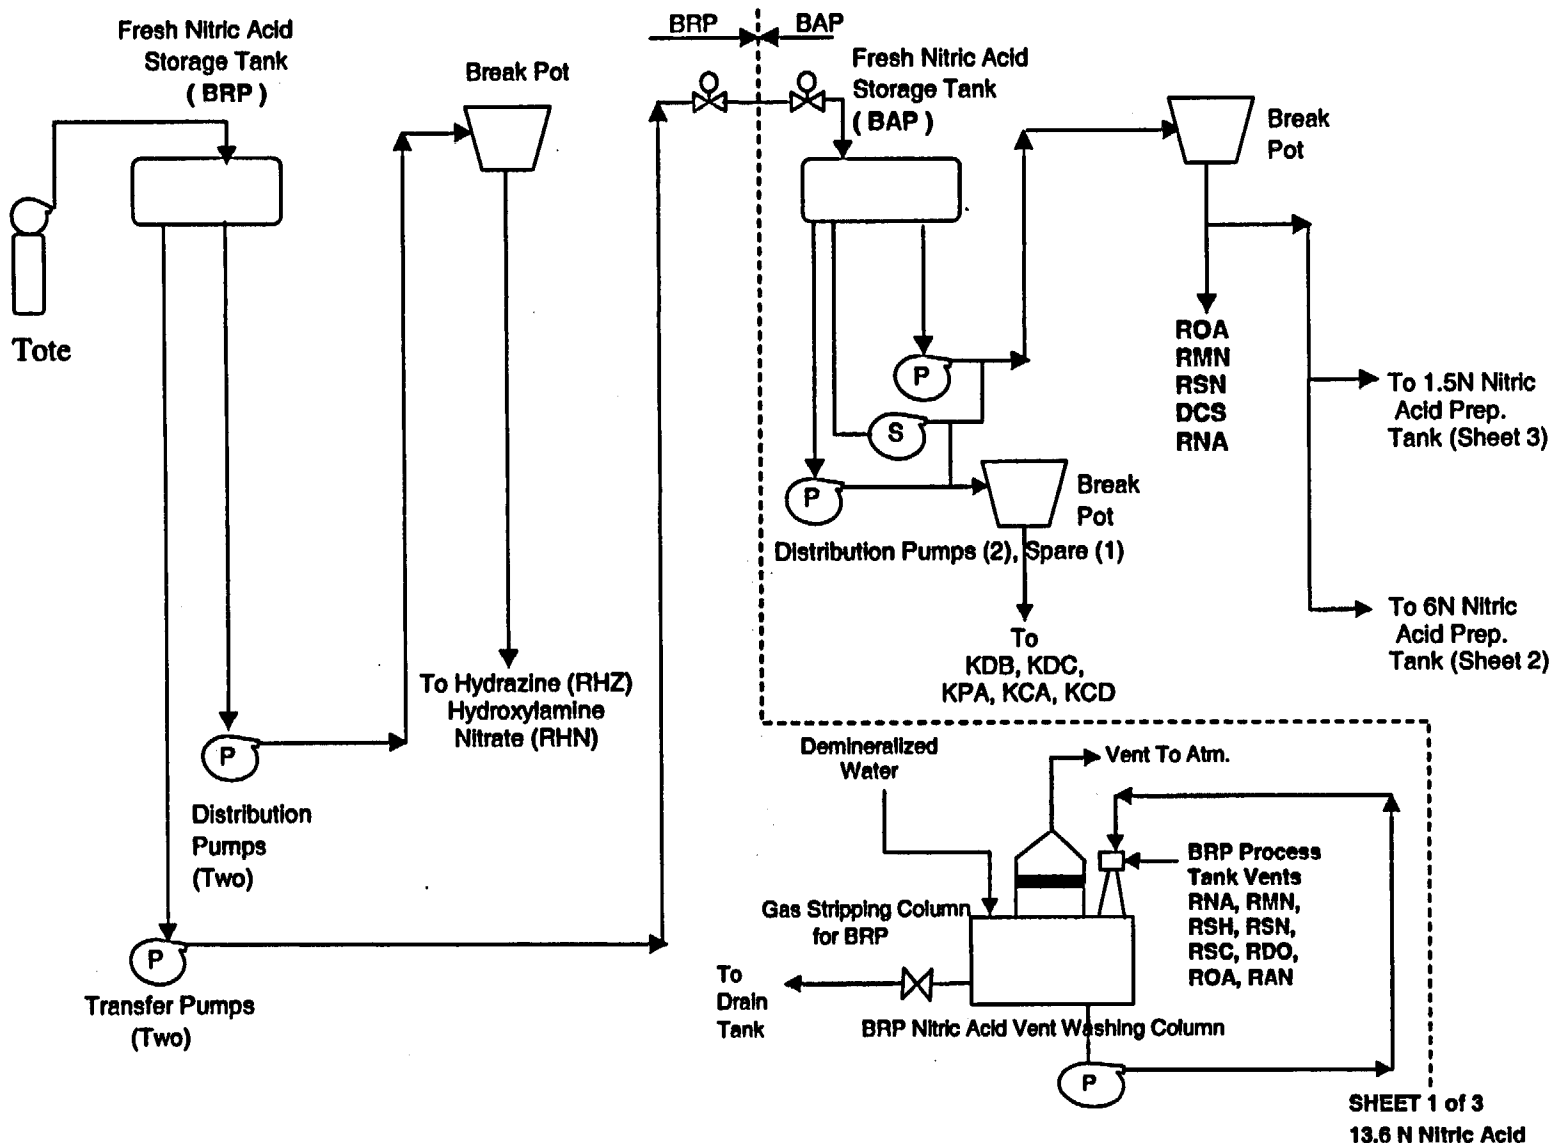 Fresh Nitric Acid
Storage Tank
( BRP )
Tote
Break Pot
To Hydrazine (RHZ)
Hydroxylamine
Nitrate (RHN)
P
Distribution
Pumps
(Two)
P
Transfer Pumps
(Two)
BRP
BAP
Fresh Nitric Acid
Storage Tank
( BAP )
Break
Pot
ROA
RMN
RSN
DCS
RNA
To 1.5N Nitric
Acid Prep.
Tank (Sheet 3)
To 6N Nitric
Acid Prep.
Tank (Sheet 2)
P
S
P
Break
Pot
Distribution Pumps (2), Spare (1)
To
KDB, KDC,
KPA, KCA, KCD
Demineralized
Water
Vent To Atm.
BRP Process
Tank Vents
RNA, RMN,
RSH, RSN,
RSC, RDO,
ROA, RAN
Gas Stripping Column
for BRP
To
Drain
Tank
BRP Nitric Acid Vent Washing Column
P
SHEET 1 of 3
13.6 N Nitric Acid